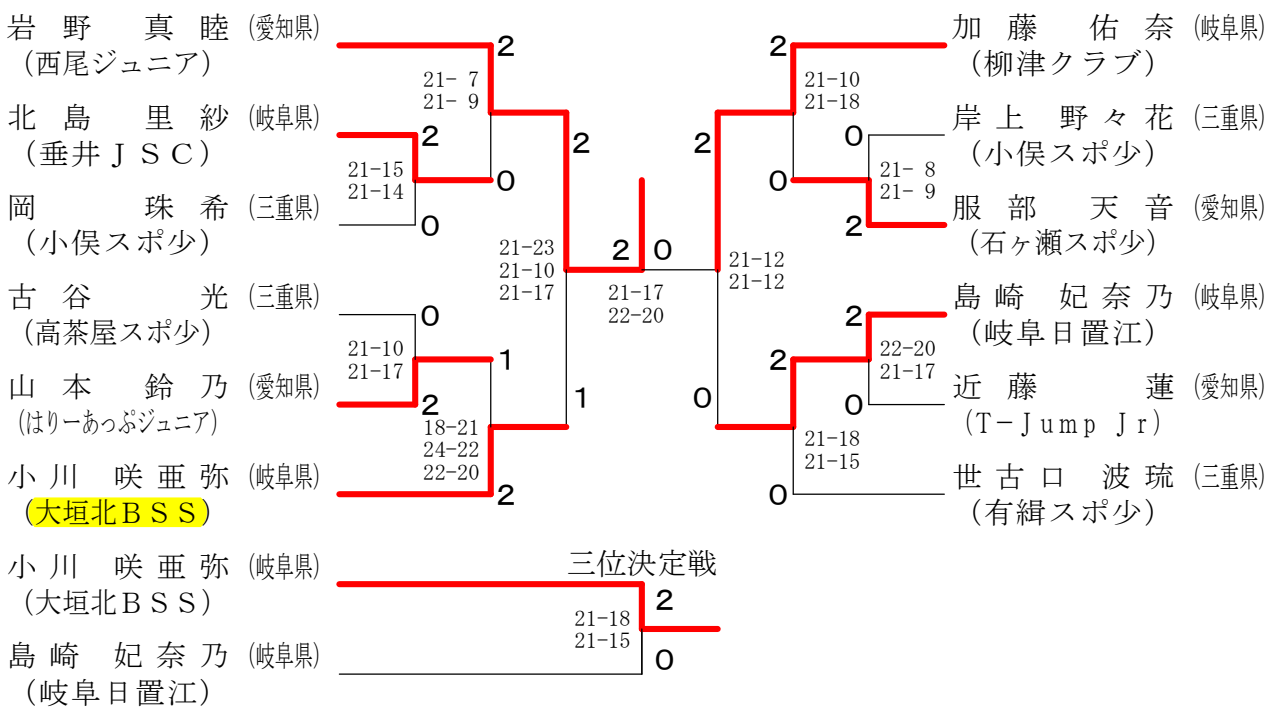 岩野 真睦 (愛知県)
(西尾ジュニア)
2
21- 7
21- 9
北島 里紗 (岐阜県)
(垂井JSC)
2
0
21-15
21-14
岡 珠希 (三重県)
(小俣スポ少)
0
2
21-23
21-10
21-17
古谷 光 (三重県)
(高茶屋スポ少)
0
21-10
21-17
1
山本 鈴乃 (愛知県)
(はりーあっぷジュニア)
2
1
18-21
24-22
22-20
小川 咲亜弥 (岐阜県)
(大垣北BSS)
2
2 0
21-17
22-20
加藤 佑奈 (岐阜県)
(柳津クラブ)
2
21-10
21-18
岸上 野々花 (三重県)
(小俣スポ少)
0
2
0
21- 8
21- 9
服部 天音 (愛知県)
(石ヶ瀬スポ少)
2
21-12
21-12
島崎 妃奈乃 (岐阜県)
(岐阜日置江)
2
2
22-20
21-17
近藤 蓮 (愛知県)
(T-Jump Jr)
0
0
21-18
21-15
世古口 波琉 (三重県)
(有緝スポ少)
0
三位決定戦
小川 咲亜弥 (岐阜県)
(大垣北BSS)
2
21-18
21-15
島崎 妃奈乃 (岐阜県)
(岐阜日置江)
0